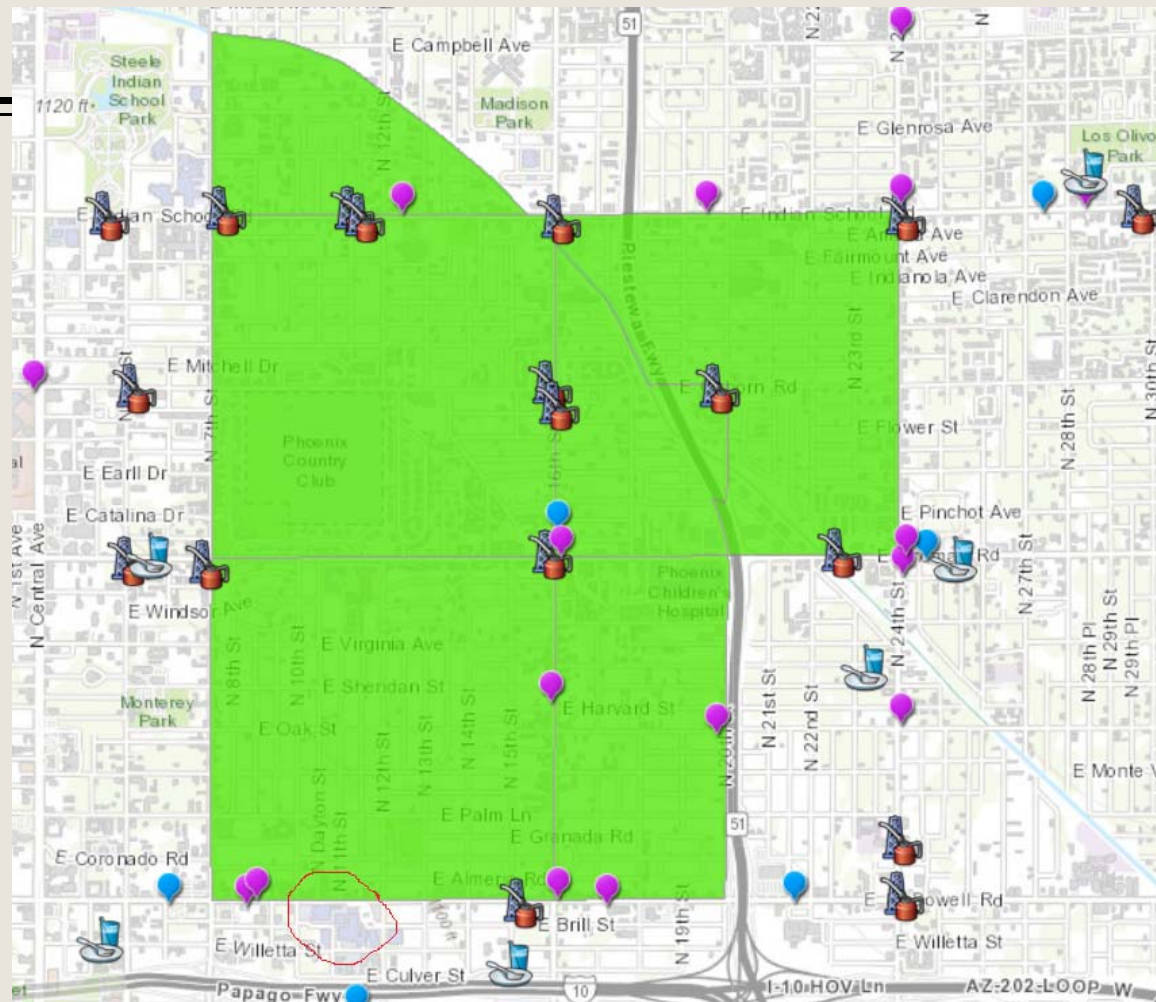 51
E Campbell Ave
Steele
Indian
School
Park
1120 ft
Madison
Park
N 12th St
E Glenrosa Ave
Los Olivo
Park
E Indian School
Fairmount Ave
E Indianola Ave
E Clarendon Ave
Piestewa Fwy
E Mitchell Dr
N 7th St
N 23rd St
N 30th St
E Flower St
N 28th St
Phoenix
Country
Club
16th St
E Earll Dr
E Catalina Dr
E Pinchot Ave
N 1st Ave
N Central Ave
E Windsor Ave
Phoenix
Children's
Hospital
N 27th St
N 24th St
N 28th Pl
N 29th St
N 29th Pl
E Virginia Ave
N 8th St
N 10th St
E Sheridan St
Monterey
Park
E Harvard St
E Oak St
N 12th St
N 13th St
N 14th St
N 15th St
N 20th St
N 21st St
N 22nd St
E Monte V
N Dayton St
N 11th St
E Palm Ln
E Granada Rd
51
E Coronado Rd
E Almeria Rd
Powell Rd
E Brill St
N 19th St
E Willetta St
E Willetta St
E Culver St
Papago Fwy
10
I-10 HOV Ln
AZ-202-LOOP W